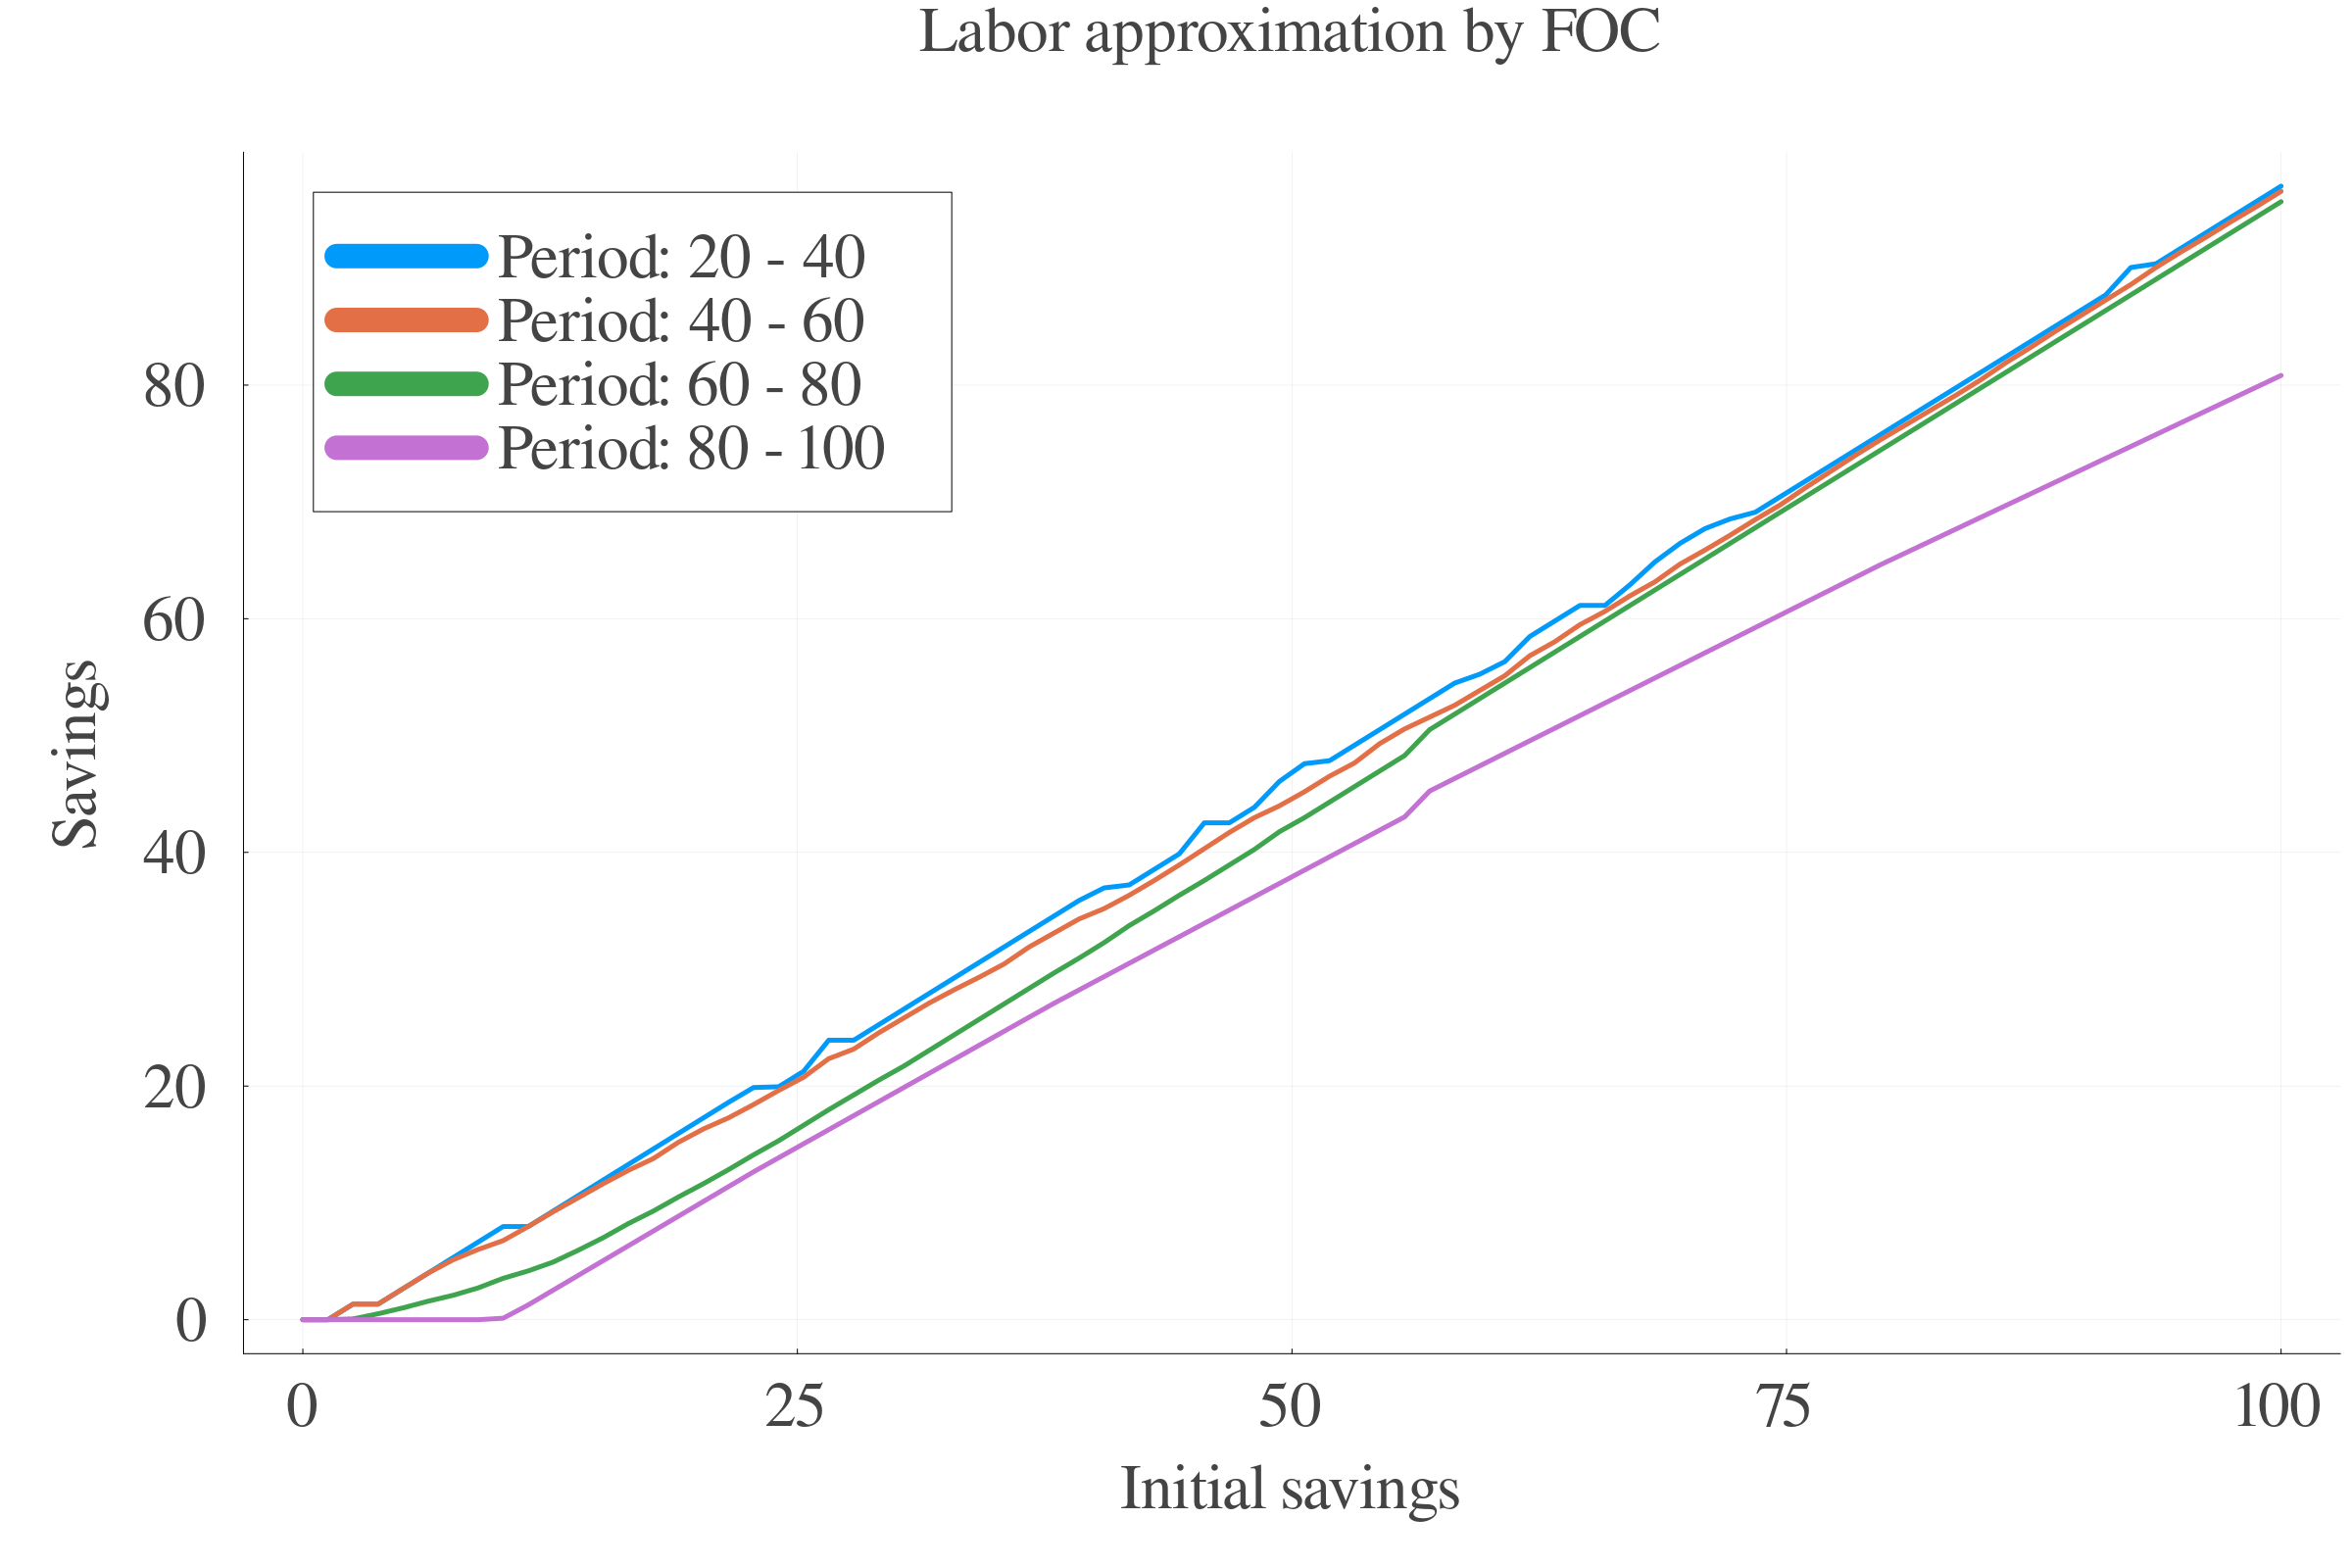 Labor approximation by FOC
Period: 20 - 40
Period: 40 - 60
Period: 60 - 80
Period: 80 - 100
80
60
40
20
0
Savings
0 25 50 75 100
Initial savings